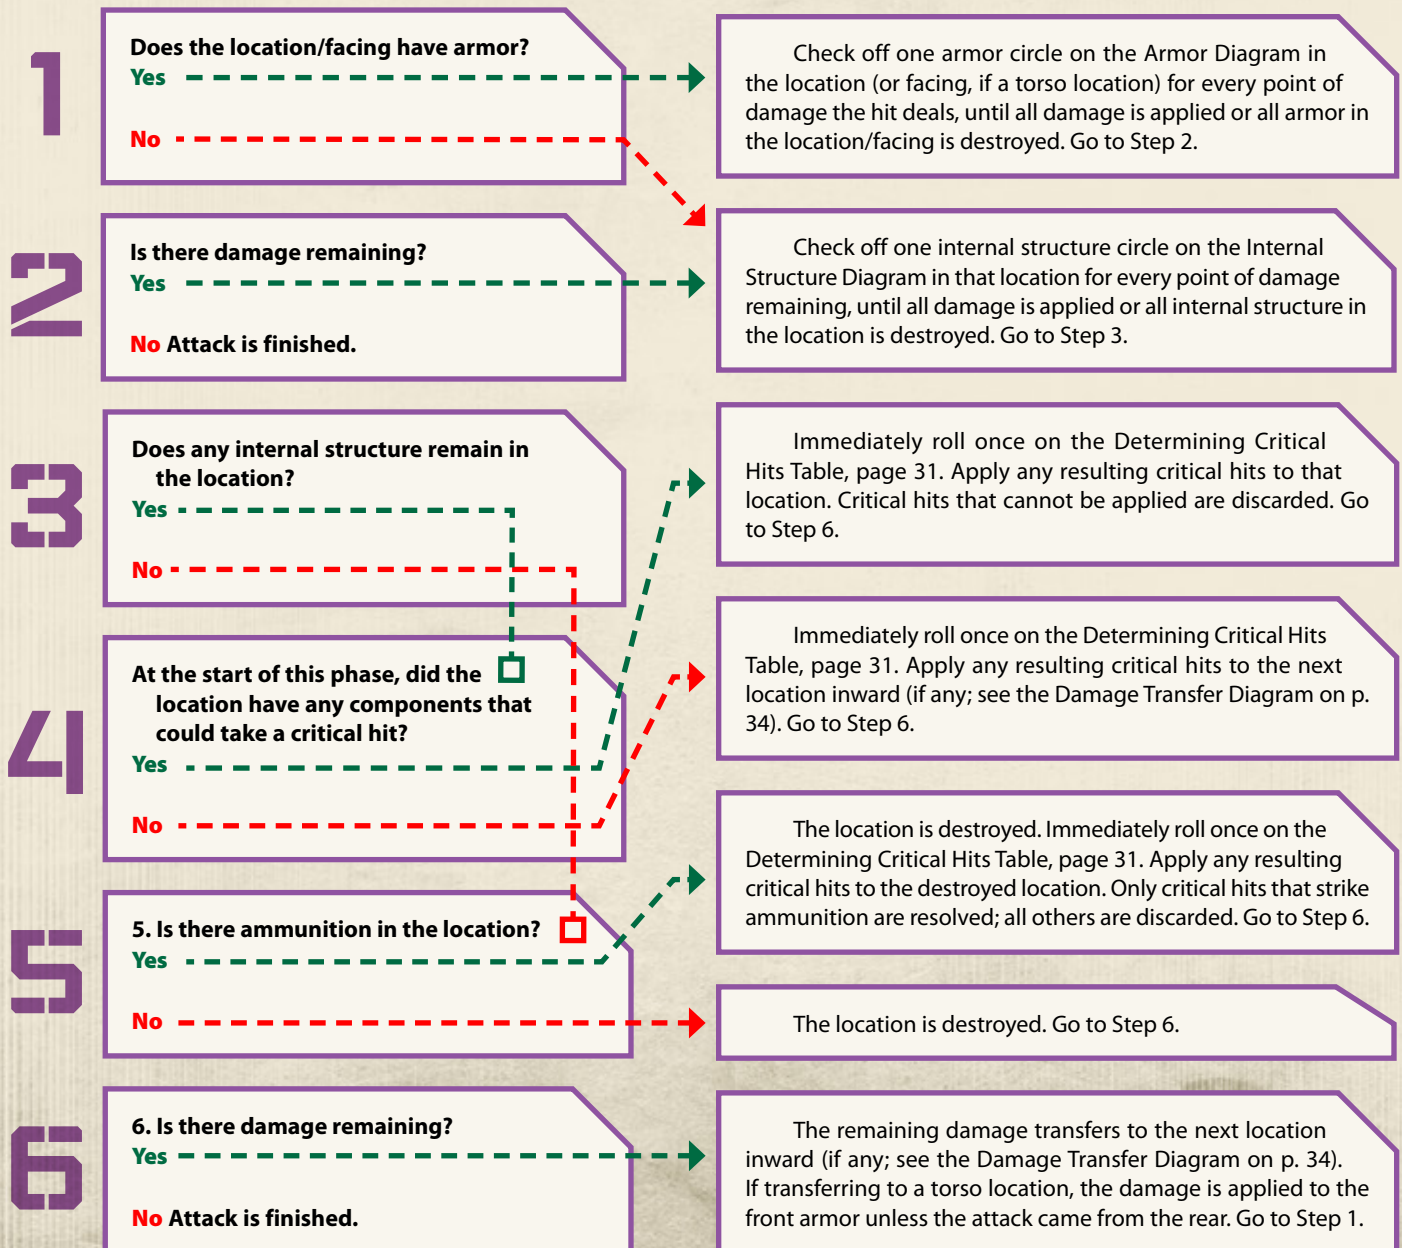 1
Does the location/facing have armor?
Yes
No
Check off one armor circle on the Armor Diagram in
the location (or facing, if a torso location) for every point of
damage the hit deals, until all damage is applied or all armor in
the location/facing is destroyed. Go to Step 2.
2
Is there damage remaining?
Yes
No Attack is finished.
Check off one internal structure circle on the Internal
Structure Diagram in that location for every point of damage
remaining, until all damage is applied or all internal structure in
the location is destroyed. Go to Step 3.
3
Does any internal structure remain in
the location?
Yes
No
Immediately roll once on the Determining Critical
Hits Table, page 31. Apply any resulting critical hits to that
location. Critical hits that cannot be applied are discarded. Go
to Step 6.
4
At the start of this phase, did the
location have any components that
could take a critical hit?
Yes
No
Immediately roll once on the Determining Critical Hits
Table, page 31. Apply any resulting critical hits to the next
location inward (if any; see the Damage Transfer Diagram on p.
34). Go to Step 6.
5
5. Is there ammunition in the location?
Yes
No
The location is destroyed. Immediately roll once on the
Determining Critical Hits Table, page 31. Apply any resulting
critical hits to the destroyed location. Only critical hits that strike
ammunition are resolved; all others are discarded. Go to Step 6.
The location is destroyed. Go to Step 6.
6
6. Is there damage remaining?
Yes
No Attack is finished.
The remaining damage transfers to the next location
inward (if any; see the Damage Transfer Diagram on p. 34).
If transferring to a torso location, the damage is applied to the
front armor unless the attack came from the rear. Go to Step 1.